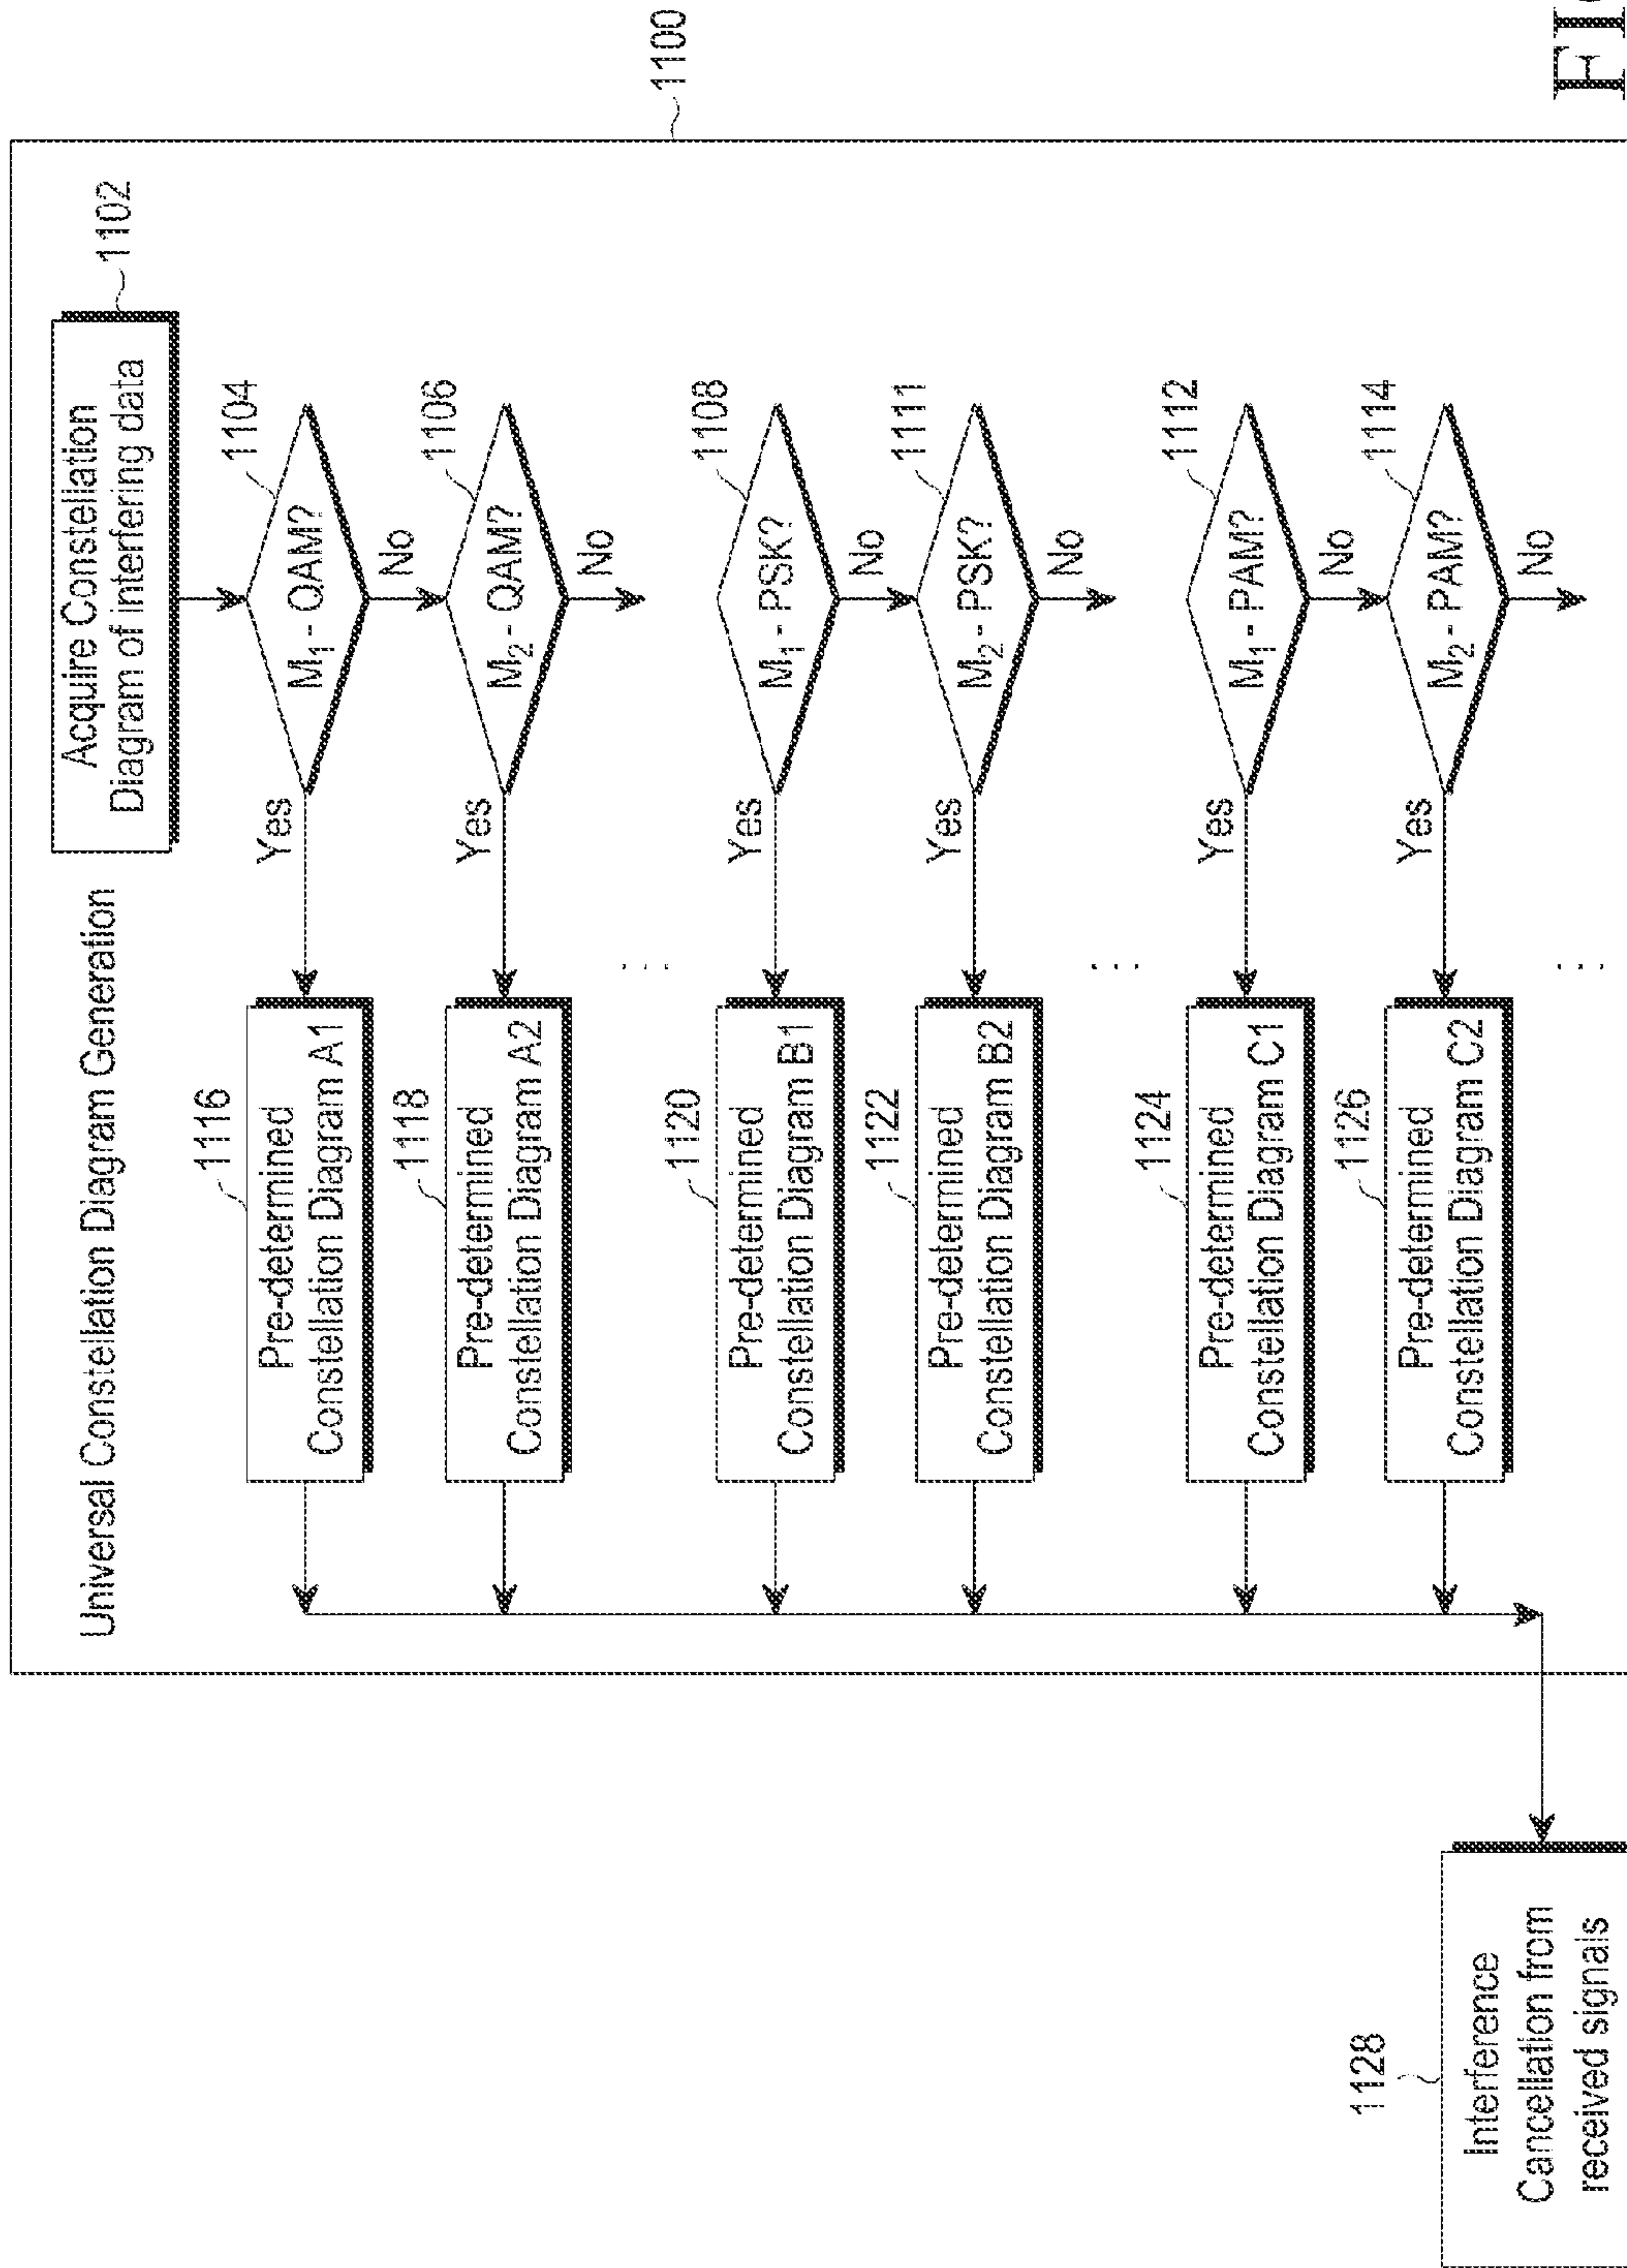 Universal Constellation Diagram Generation
1100
Acquire Constellation
Diagram of interfering data
1102
M1 - QAM?
1104
Yes
No
Pre-determined
Constellation Diagram A1
1116
M2 - QAM?
1106
Yes
No
Pre-determined
Constellation Diagram A2
1118
...
M1 - PSK?
1108
Yes
No
Pre-determined
Constellation Diagram B1
1120
M2 - PSK?
1111
Yes
No
Pre-determined
Constellation Diagram B2
1122
...
M1 - PAM?
1112
Yes
No
Pre-determined
Constellation Diagram C1
1124
M2 - PAM?
1114
Yes
No
Pre-determined
Constellation Diagram C2
1126
...
Interference
Cancellation from
received signals
1128